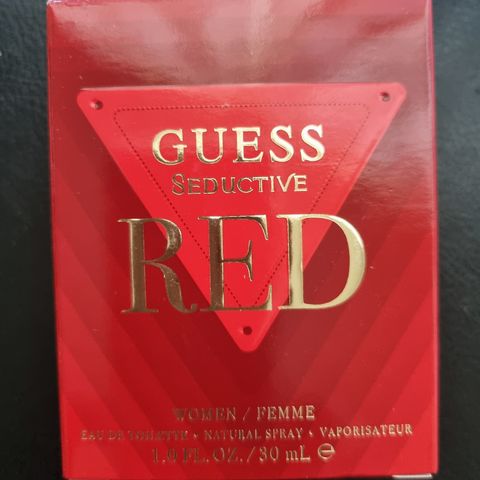 GUESS
SEDUCTIVE
RED
WOMEN / FEMME
EAU DE TOILETTE • NATURAL SPRAY • VAPORISATEUR
1.0 FL. OZ. / 30 mL ℮